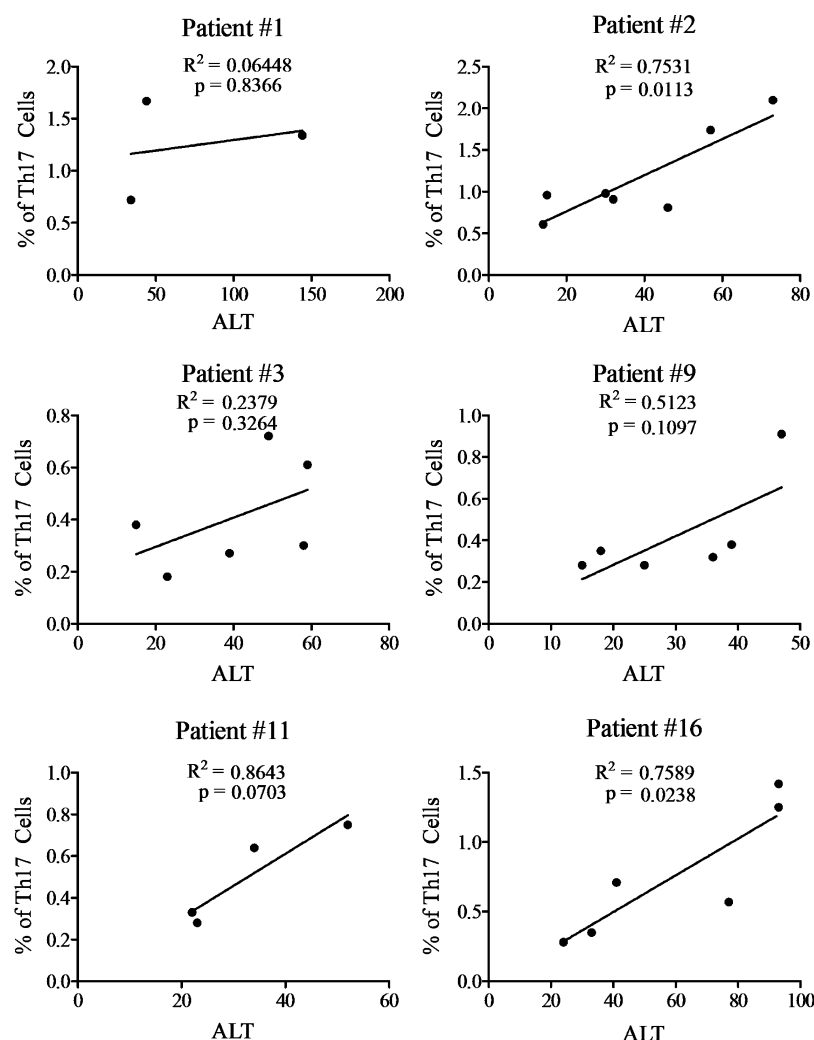 Patient #1
R² = 0.06448
p = 0.8366
% of Th17 Cells
2.0
1.5
1.0
0.5
0.0
0 50 100 150 200
ALT
Patient #2
R² = 0.7531
p = 0.0113
% of Th17 Cells
2.5
2.0
1.5
1.0
0.5
0.0
0 20 40 60 80
ALT
Patient #3
R² = 0.2379
p = 0.3264
% of Th17 Cells
0.8
0.6
0.4
0.2
0.0
0 20 40 60 80
ALT
Patient #9
R² = 0.5123
p = 0.1097
% of Th17 Cells
1.0
0.8
0.6
0.4
0.2
0.0
0 10 20 30 40 50
ALT
Patient #11
R² = 0.8643
p = 0.0703
% of Th17 Cells
1.0
0.8
0.6
0.4
0.2
0.0
0 20 40 60
ALT
Patient #16
R² = 0.7589
p = 0.0238
% of Th17 Cells
1.5
1.0
0.5
0.0
0 20 40 60 80 100
ALT